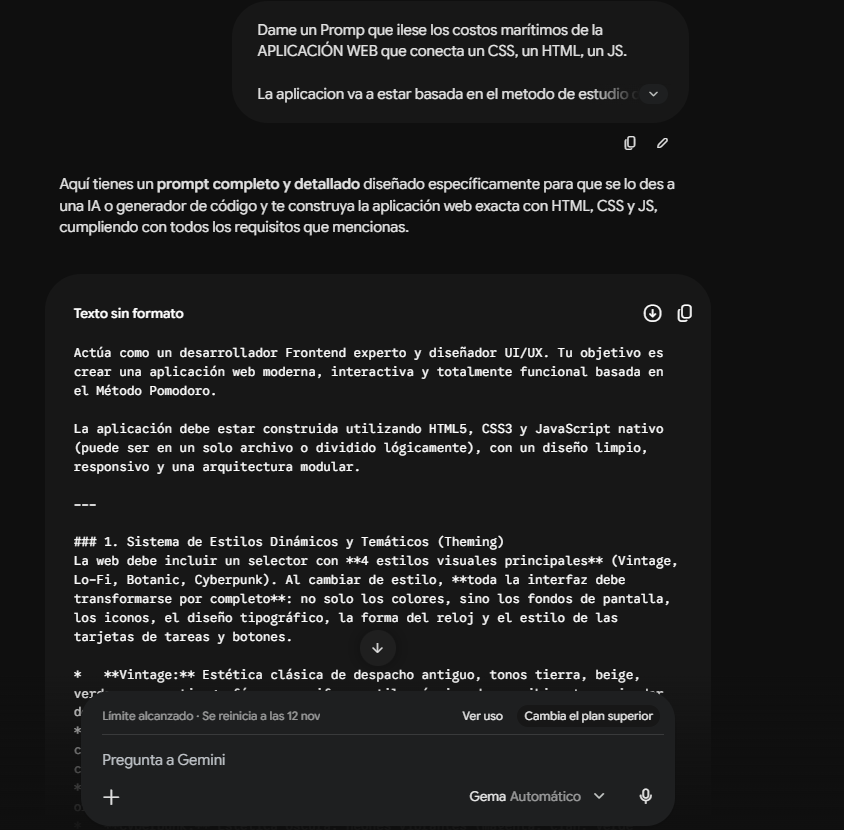 Dame un Promp que ilese los costos marítimos de la
APLICACIÓN WEB que conecta un CSS, un HTML, un JS.
La aplicacion va a estar basada en el metodo de estudio
Aquí tienes un prompt completo y detallado diseñado específicamente para que se lo des a
una IA o generador de código y te construya la aplicación web exacta con HTML, CSS y JS,
cumpliendo con todos los requisitos que mencionas.
Texto sin formato
Actúa como un desarrollador Frontend experto y diseñador UI/UX. Tu objetivo es
crear una aplicación web moderna, interactiva y totalmente funcional basada en
el Método Pomodoro.
La aplicación debe estar construida utilizando HTML5, CSS3 y JavaScript nativo
(puede ser en un solo archivo o dividido lógicamente), con un diseño limpio,
responsivo y una arquitectura modular.
---
### 1. Sistema de Estilos Dinámicos y Temáticos (Theming)
La web debe incluir un selector con **4 estilos visuales principales** (Vintage,
Lo-Fi, Botanic, Cyberpunk). Al cambiar de estilo, **toda la interfaz debe
transformarse por completo**: no solo los colores, sino los fondos de pantalla,
los iconos, el diseño tipográfico, la forma del reloj y el estilo de las
tarjetas de tareas y botones.
* **Vintage:** Estética clásica de despacho antiguo, tonos tierra, beige,
Límite alcanzado · Se reinicia a las 12 nov
Ver uso
Cambia el plan superior
Pregunta a Gemini
Gema Automático